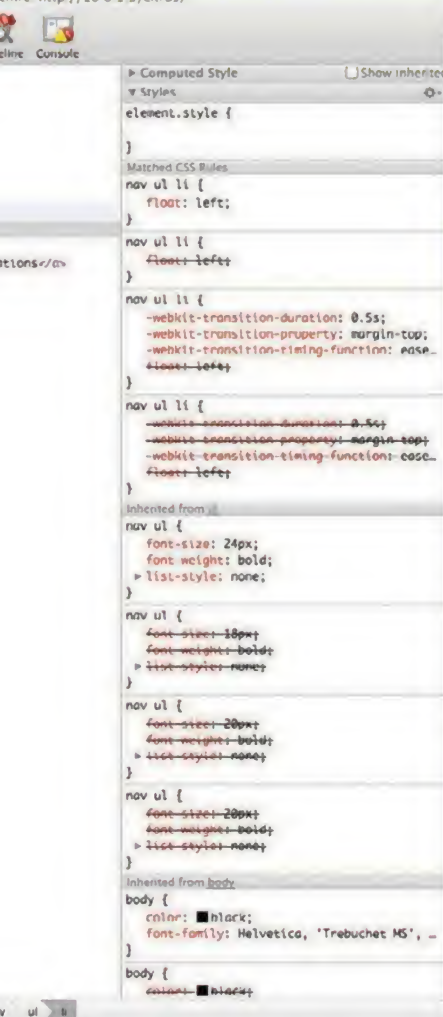 eline Console
Computed Style Show inherited
Styles
element.style {
}
Matched CSS Rules
nav ul li {
float: left;
}
nav ul li {
float: left;
}
ations</a>
nav ul li {
-webkit-transition-duration: 0.5s;
-webkit-transition-property: margin-top;
-webkit-transition-timing-function: ease…
float: left;
}
nav ul li {
-webkit-transition-duration: 0.5s;
-webkit-transition-property: margin-top;
-webkit-transition-timing-function: ease…
float: left;
}
Inherited from ul
nav ul {
font-size: 24px;
font-weight: bold;
list-style: none;
}
nav ul {
font-size: 18px;
font-weight: bold;
list-style: none;
}
nav ul {
font-size: 20px;
font-weight: bold;
list-style: none;
}
nav ul {
font-size: 20px;
font-weight: bold;
list-style: none;
}
Inherited from body
body {
color: black;
font-family: Helvetica, 'Trebuchet MS', …
}
body {
color: black;
ul li